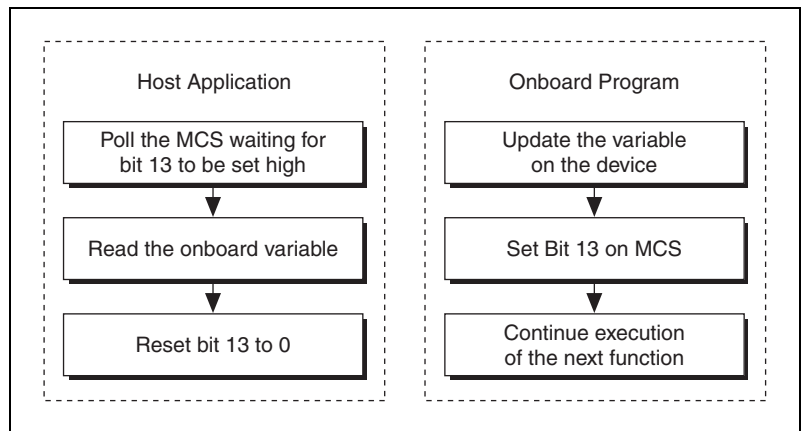 Host Application
Poll the MCS waiting for
bit 13 to be set high
Read the onboard variable
Reset bit 13 to 0
Onboard Program
Update the variable
on the device
Set Bit 13 on MCS
Continue execution
of the next function